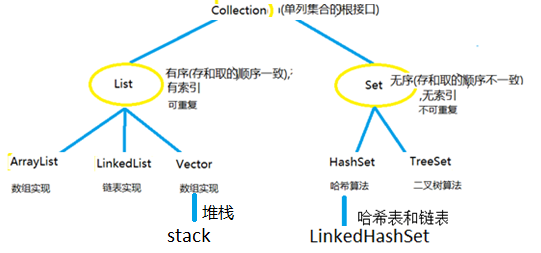 Collection (单列集合的根接口)
List
有序(存和取的顺序一致),
有索引
可重复
Set
无序(存和取的顺序不一致)
,无索引
不可重复
ArrayList
LinkedList
Vector
HashSet
TreeSet
数组实现
链表实现
数组实现
哈希算法
二叉树算法
堆栈
哈希表和链表
stack
LinkedHashSet